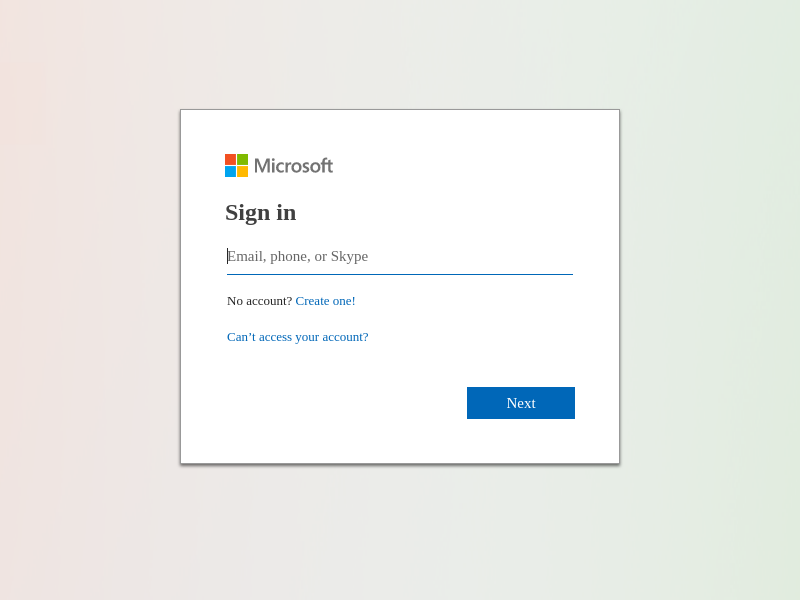 Microsoft
Sign in
Email, phone, or Skype
No account? Create one!
Can’t access your account?
Next